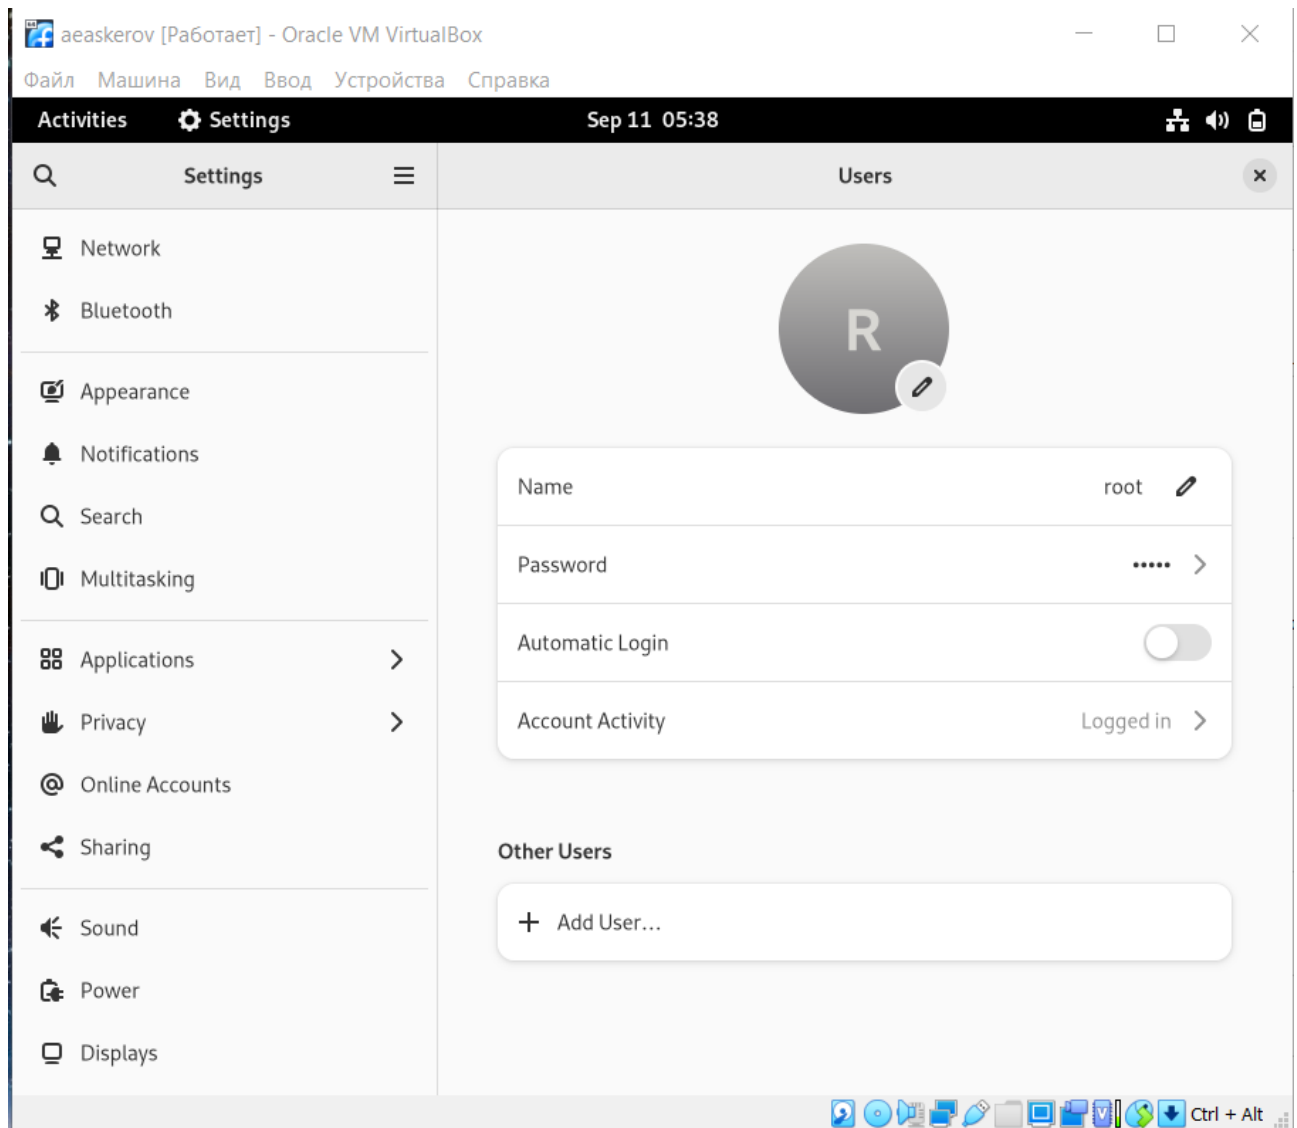 aeaskerov [Работает] - Oracle VM VirtualBox
Файл Машина Вид Ввод Устройства Справка
Activities Settings Sep 11 05:38
Settings Users
Network
Bluetooth
Appearance
Notifications
Search
Multitasking
Applications
Privacy
Online Accounts
Sharing
Sound
Power
Displays
R
Name root
Password •••••
Automatic Login
Account Activity Logged in
Other Users
+ Add User...
Ctrl + Alt